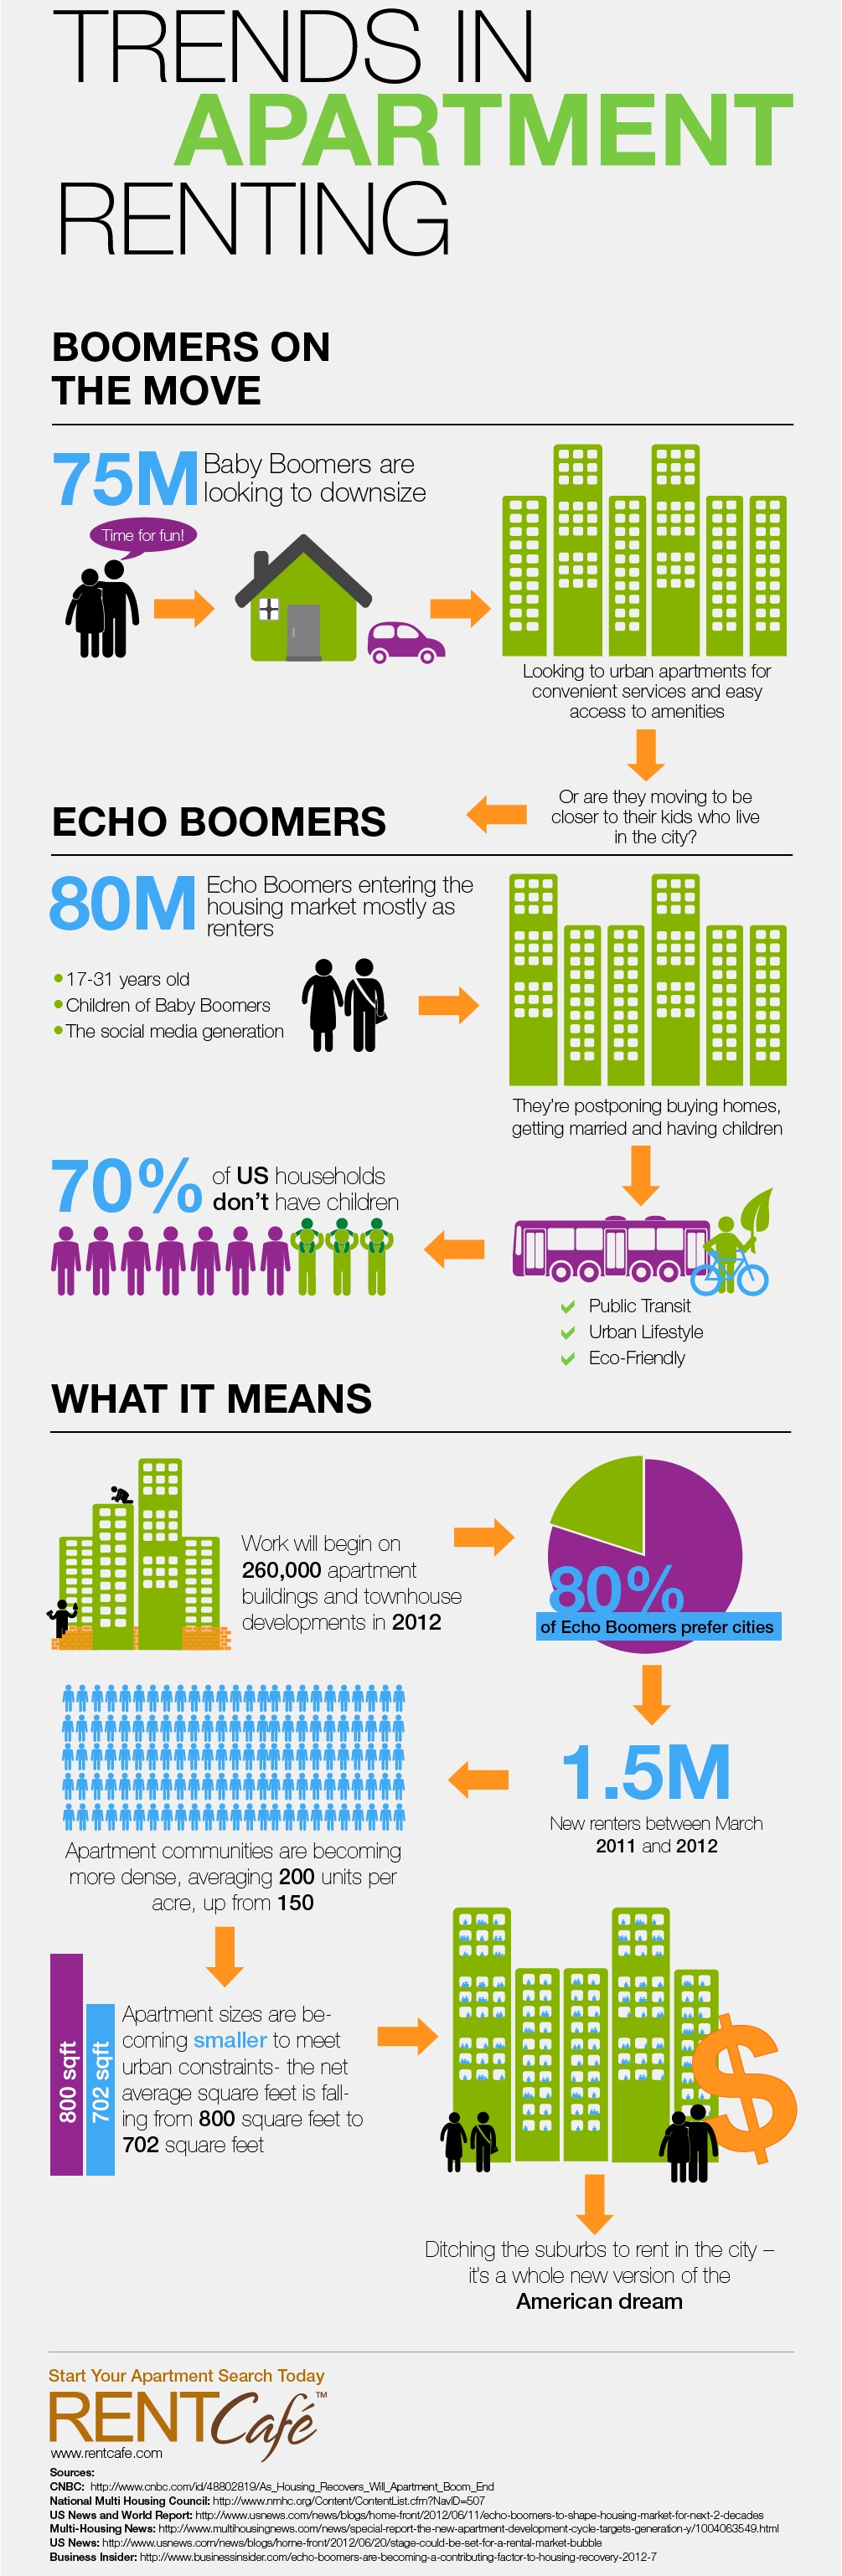 TRENDS IN
APARTMENT
RENTING
BOOMERS ON
THE MOVE
75M
Baby Boomers are
looking to downsize
Time for fun!
Looking to urban apartments for
convenient services and easy
access to amenities
Or are they moving to be
closer to their kids who live
in the city?
ECHO BOOMERS
80M
Echo Boomers entering the
housing market mostly as
renters
17-31 years old
Children of Baby Boomers
The social media generation
They're postponing buying homes,
getting married and having children
70%
of US households
don't have children
Public Transit
Urban Lifestyle
Eco-Friendly
WHAT IT MEANS
Work will begin on
260,000 apartment
buildings and townhouse
developments in 2012
80%
of Echo Boomers prefer cities
1.5M
New renters between March
2011 and 2012
Apartment communities are becoming
more dense, averaging 200 units per
acre, up from 150
800 sqft
702 sqft
Apartment sizes are be-
coming smaller to meet
urban constraints- the net
average square feet is fall-
ing from 800 square feet to
702 square feet
$
Ditching the suburbs to rent in the city –
it's a whole new version of the
American dream
Start Your Apartment Search Today
RENTCafé™
www.rentcafe.com
Sources:
CNBC: http://www.cnbc.com/id/48802819/As_Housing_Recovers_Will_Apartment_Boom_End
National Multi Housing Council: http://www.nmhc.org/Content/ContentList.cfm?NavID=507
US News and World Report: http://www.usnews.com/news/blogs/home-front/2012/06/11/echo-boomers-to-shape-housing-market-for-next-2-decades
Multi-Housing News: http://www.multihousingnews.com/news/special-report-the-new-apartment-development-cycle-targets-generation-y/1004063549.html
US News: http://www.usnews.com/news/blogs/home-front/2012/06/20/stage-could-be-set-for-a-rental-market-bubble
Business Insider: http://www.businessinsider.com/echo-boomers-are-becoming-a-contributing-factor-to-housing-recovery-2012-7